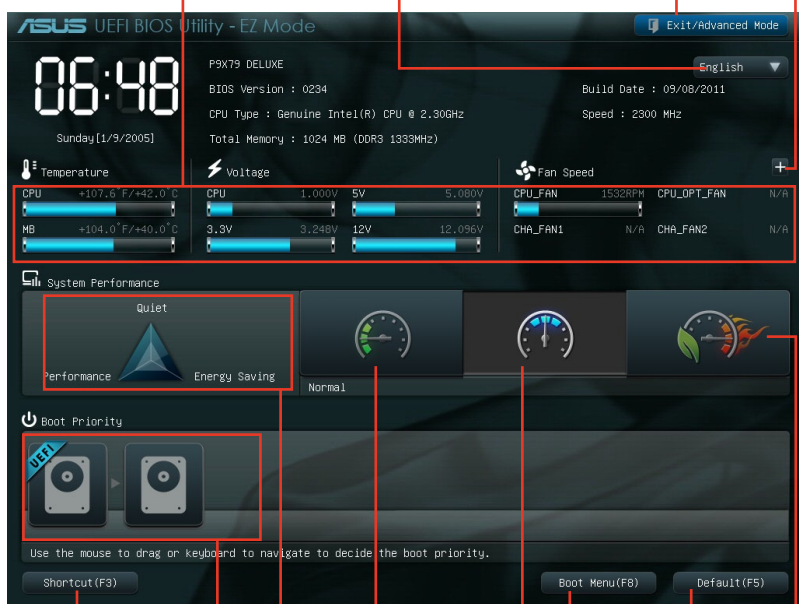 ASUS UEFI BIOS Utility - EZ Mode
Exit/Advanced Mode
06:48
Sunday[1/9/2005]
P9X79 DELUXE
English
BIOS Version : 0234
Build Date : 09/08/2011
CPU Type : Genuine Intel(R) CPU @ 2.30GHz
Speed : 2300 MHz
Total Memory : 1024 MB (DDR3 1333MHz)
Temperature
Voltage
Fan Speed
CPU +107.6°F/+42.0°C
CPU 1.000V 5V 5.080V
CPU_FAN 1532RPM CPU_OPT_FAN N/A
MB +104.0°F/+40.0°C
3.3V 3.248V 12V 12.096V
CHA_FAN1 N/A CHA_FAN2 N/A
System Performance
Quiet
Performance
Energy Saving
Normal
Boot Priority
UEFI
Use the mouse to drag or keyboard to navigate to decide the boot priority.
Shortcut(F3)
Boot Menu(F8)
Default(F5)